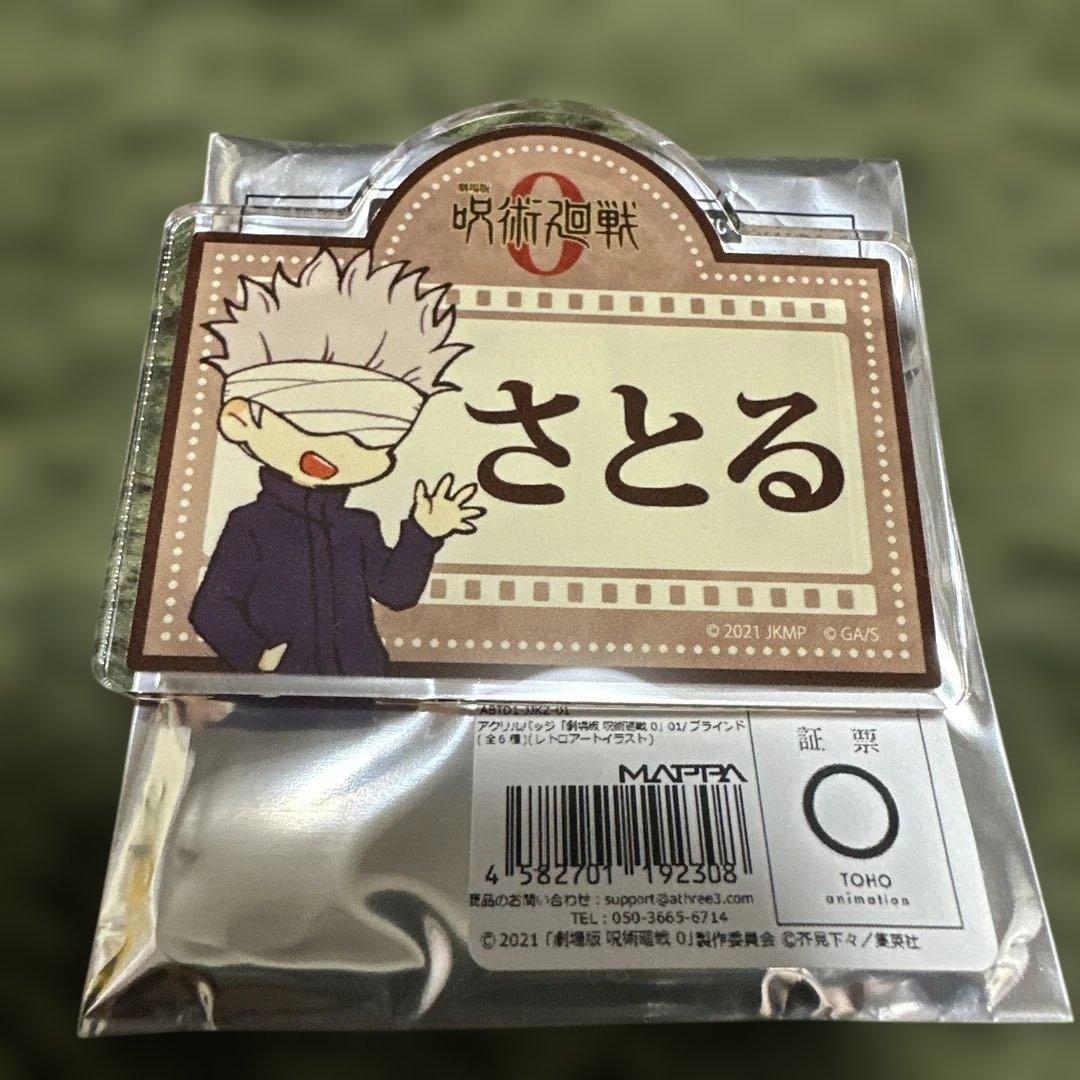 劇場版
呪術廻戦
0
さとる
© 2021 JKMP © GA/S
ABTD1-JJKZ-01
アクリルバッジ「劇場版 呪術廻戦 0」01/ブラインド
(全6種)(レトロアートイラスト)
MAPPA
4 582701 192308
商品のお問い合わせ：support@athree3.com
TEL：050-3665-6714
© 2021「劇場版 呪術廻戦 0」製作委員会 ©芥見下々／集英社
証票
TOHO
animation